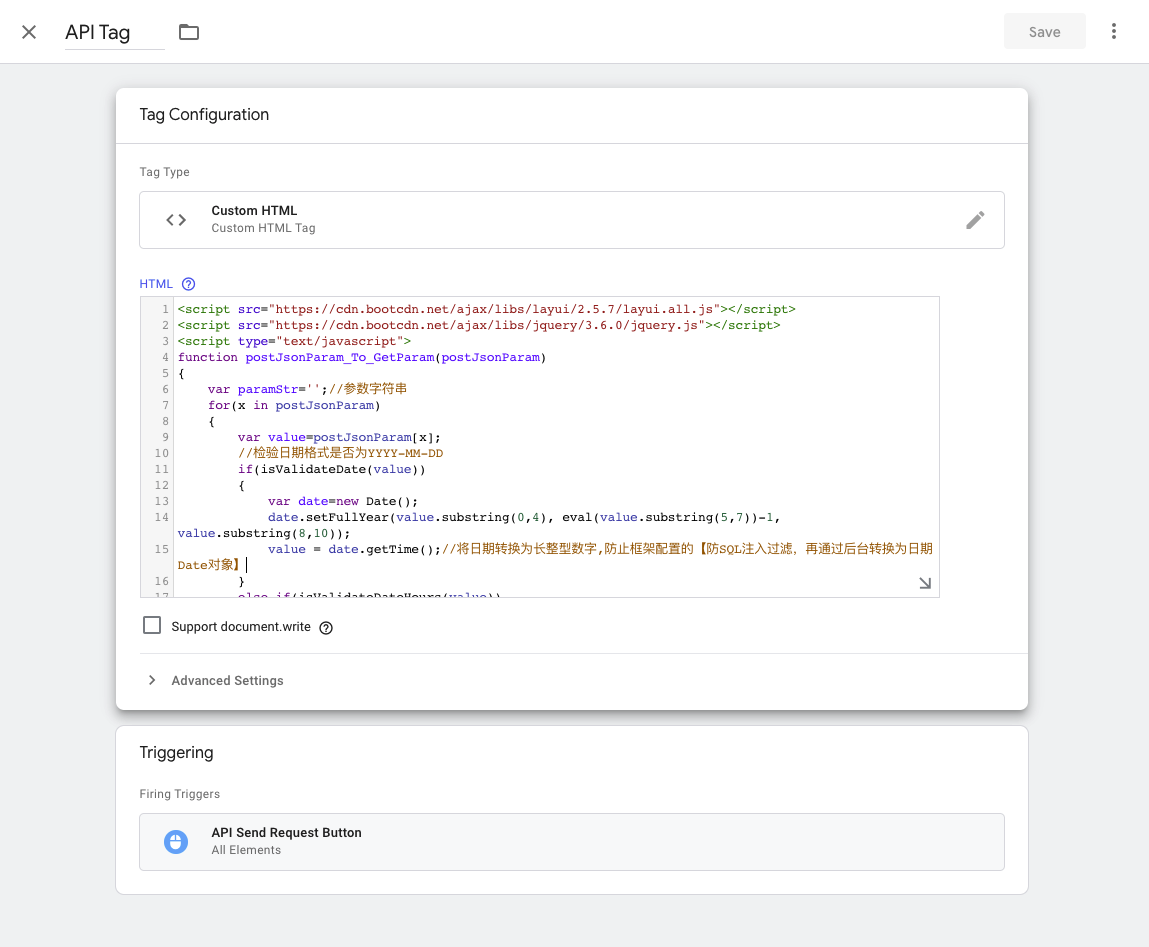 API Tag
Save
Tag Configuration
Tag Type
Custom HTML
Custom HTML Tag
HTML
1 <script src="https://cdn.bootcdn.net/ajax/libs/layui/2.5.7/layui.all.js"></script>
2 <script src="https://cdn.bootcdn.net/ajax/libs/jquery/3.6.0/jquery.js"></script>
3 <script type="text/javascript">
4 function postJsonParam_To_GetParam(postJsonParam)
5 {
6     var paramStr='';//参数字符串
7     for(x in postJsonParam)
8     {
9         var value=postJsonParam[x];
10         //检验日期格式是否为YYYY-MM-DD
11         if(isValidateDate(value))
12         {
13             var date=new Date();
14             date.setFullYear(value.substring(0,4), eval(value.substring(5,7))-1,
value.substring(8,10));
15             value = date.getTime();//将日期转换为长整型数字,防止框架配置的【防SQL注入过滤，再通过后台转换为日期
Date对象】
16         }
17         else if(isValidateDateHours(value))
Support document.write
Advanced Settings
Triggering
Firing Triggers
API Send Request Button
All Elements